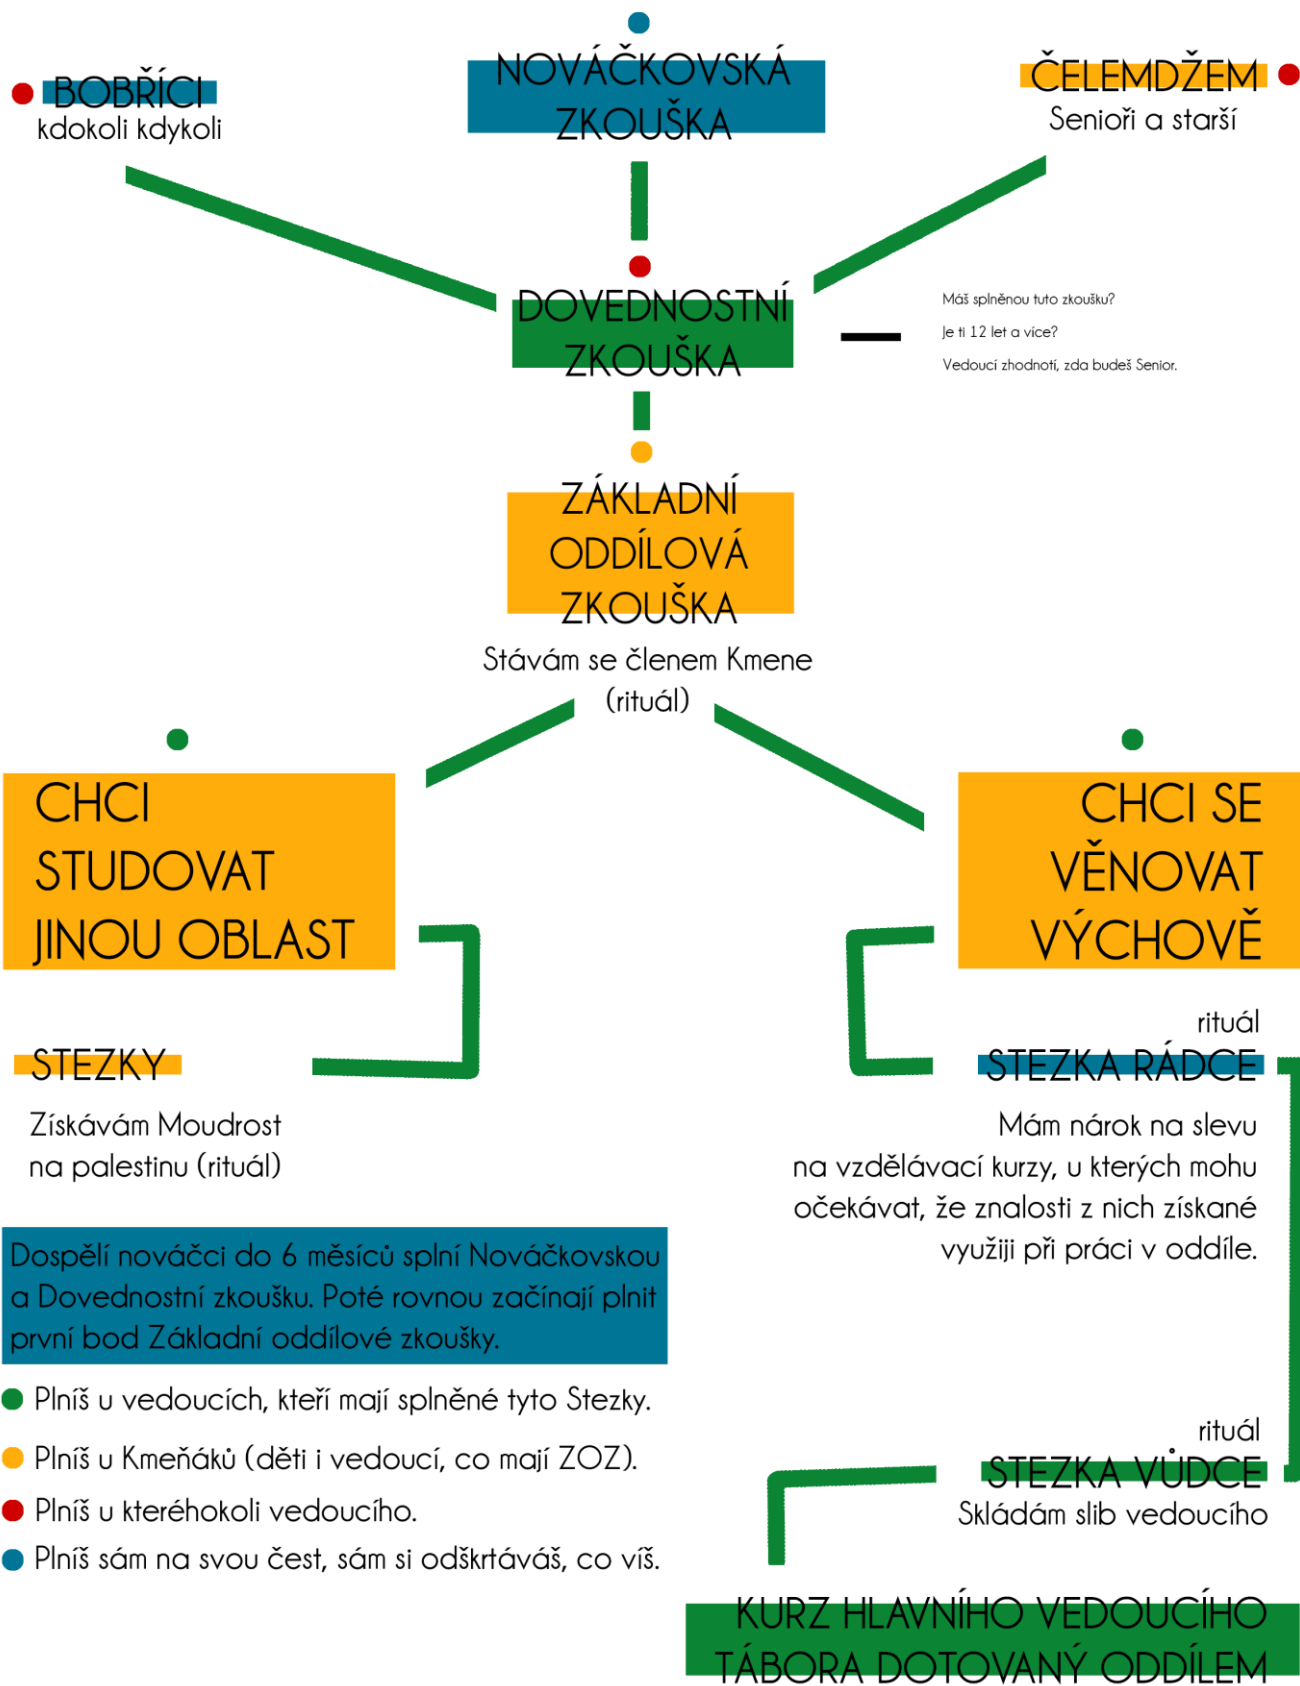 BOBŘÍCI
kdokoli kdykoli
NOVÁČKOVSKÁ
ZKOUŠKA
ČELEMDŽEM
Senioři a starší
DOVEDNOSTNÍ
ZKOUŠKA
Máš splněnou tuto zkoušku?
Je ti 12 let a více?
Vedoucí zhodnotí, zda budeš Senior.
ZÁKLADNÍ
ODDÍLOVÁ
ZKOUŠKA
Stávám se členem Kmene
(rituál)
CHCI
STUDOVAT
JINOU OBLAST
STEZKY
Získávám Moudrost
na palestinu (rituál)
CHCI SE
VĚNOVAT
VÝCHOVĚ
rituál
STEZKA RÁDCE
Mám nárok na slevu
na vzdělávací kurzy, u kterých mohu
očekávat, že znalosti z nich získané
využiji při práci v oddíle.
Dospělí nováčci do 6 měsíců splní Nováčkovskou
a Dovednostní zkoušku. Poté rovnou začínají plnit
první bod Základní oddílové zkoušky.
Plníš u vedoucích, kteří mají splněné tyto Stezky.
Plníš u Kmeňáků (děti i vedoucí, co mají ZOZ).
Plníš u kteréhokoli vedoucího.
Plníš sám na svou čest, sám si odškrtáváš, co víš.
rituál
STEZKA VŮDCE
Skládám slib vedoucího
KURZ HLAVNÍHO VEDOUCÍHO
TÁBORA DOTOVANÝ ODDÍLEM